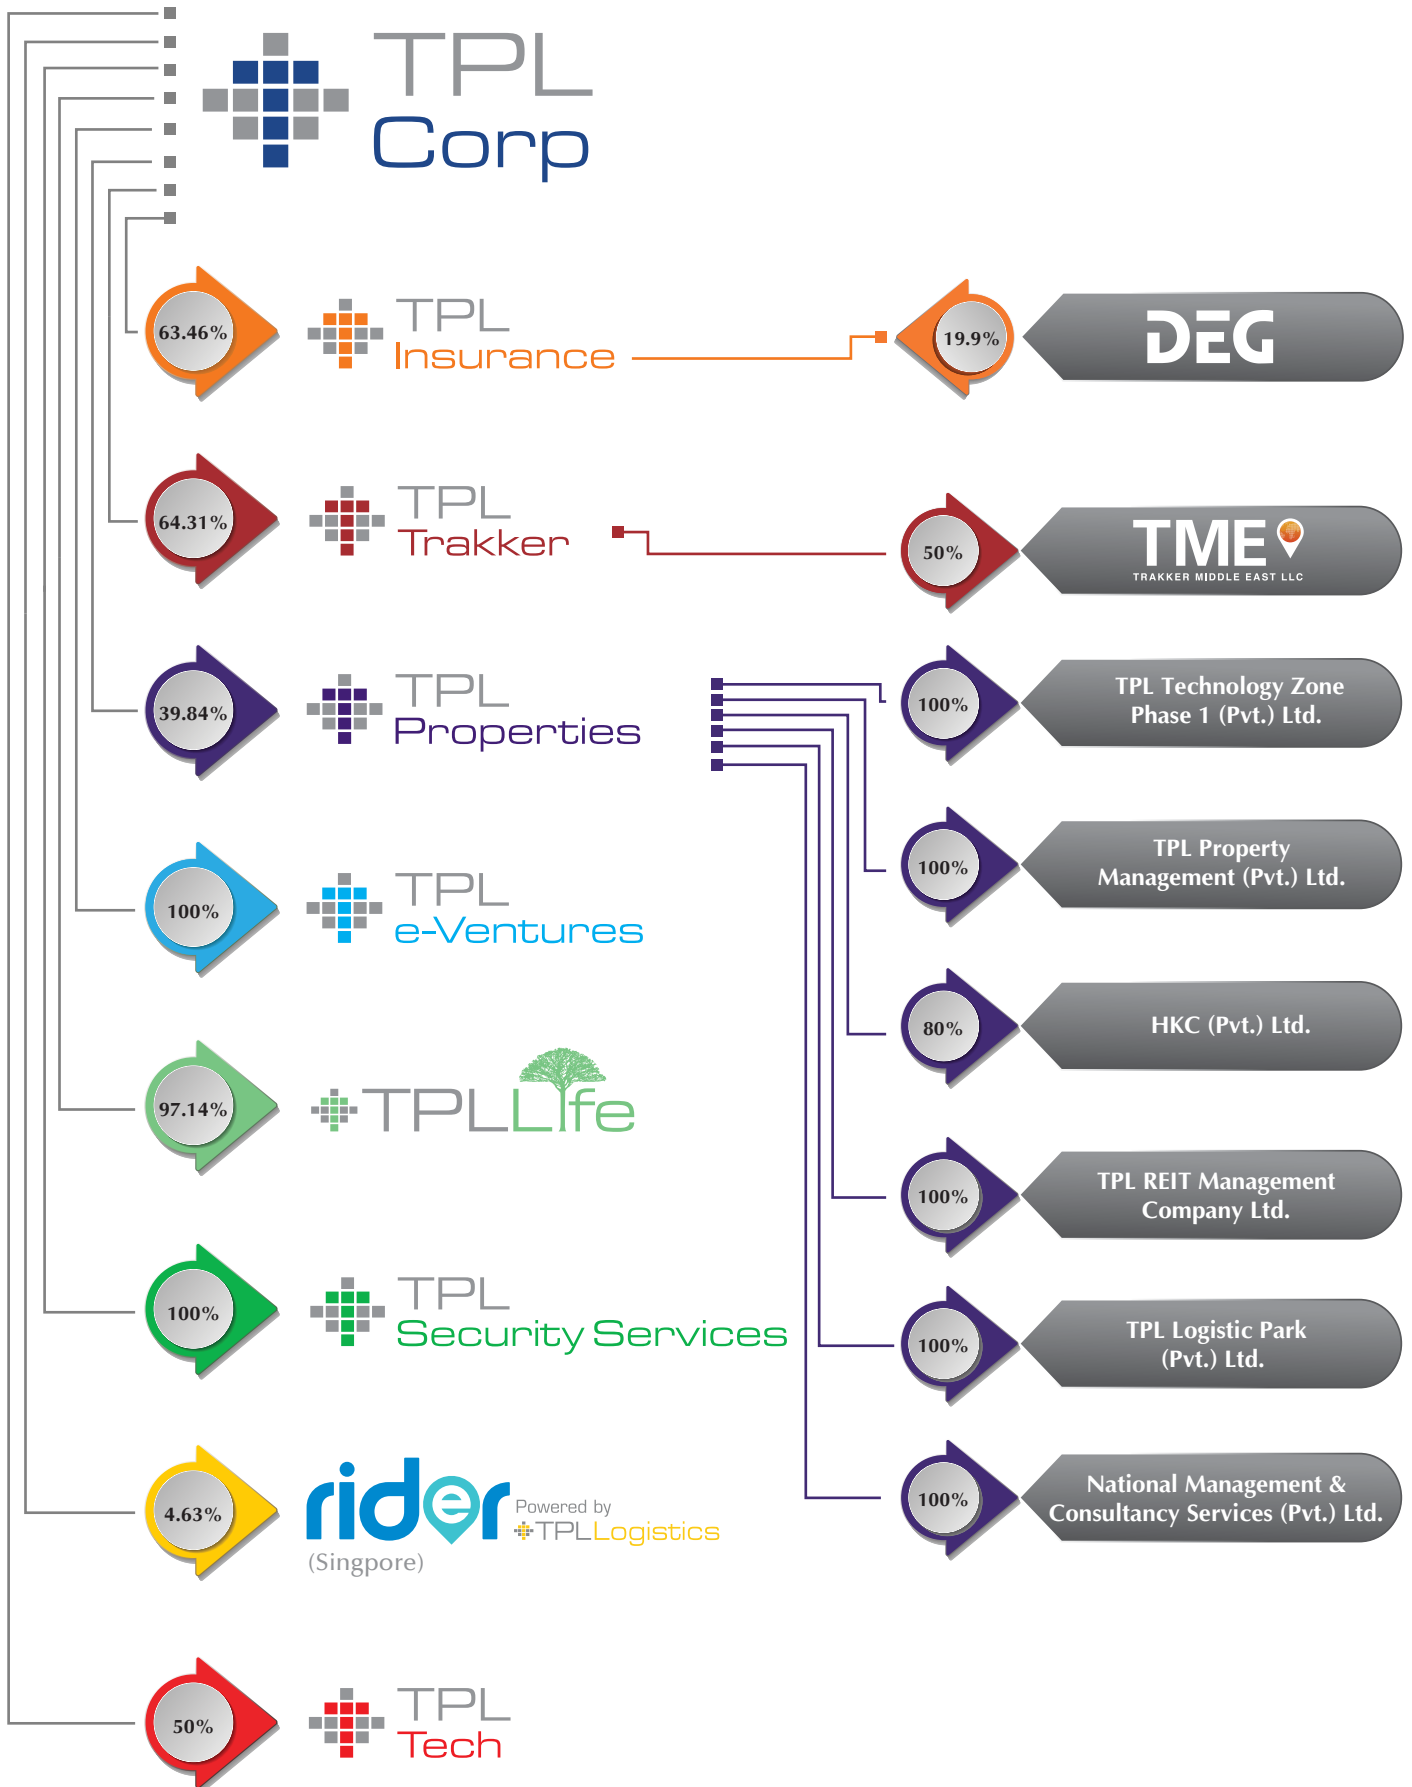 TPL
Corp
63.46%
TPL
Insurance
19.9%
DEG
64.31%
TPL
Trakker
50%
TME
TRAKKER MIDDLE EAST LLC
39.84%
TPL
Properties
100%
TPL Technology Zone
Phase 1 (Pvt.) Ltd.
100%
TPL Property
Management (Pvt.) Ltd.
100%
TPL
e-Ventures
80%
HKC (Pvt.) Ltd.
97.14%
TPL Life
100%
TPL REIT Management
Company Ltd.
100%
TPL
Security Services
100%
TPL Logistic Park
(Pvt.) Ltd.
4.63%
rider
Powered by
TPL Logistics
(Singpore)
100%
National Management &
Consultancy Services (Pvt.) Ltd.
50%
TPL
Tech